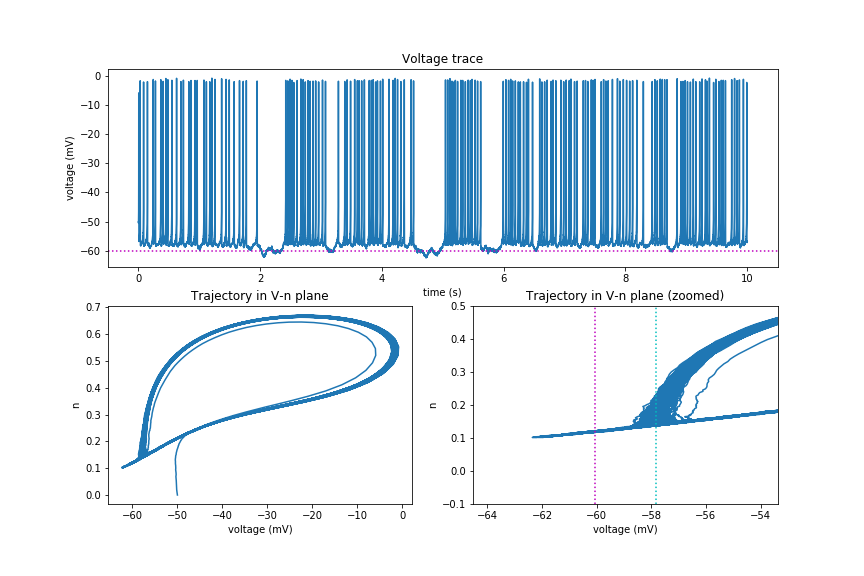 Voltage trace
voltage (mV)
0
−10
−20
−30
−40
−50
−60
0 2 4 6 8 10
time (s)
Trajectory in V-n plane
n
0.7
0.6
0.5
0.4
0.3
0.2
0.1
0.0
−60 −50 −40 −30 −20 −10 0
voltage (mV)
Trajectory in V-n plane (zoomed)
n
0.5
0.4
0.3
0.2
0.1
0.0
−0.1
−64 −62 −60 −58 −56 −54
voltage (mV)